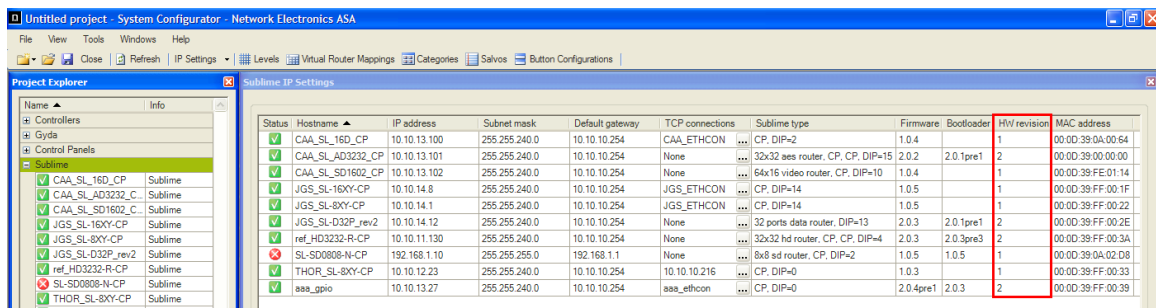 Untitled project - System Configurator - Network Electronics ASA
File View Tools Windows Help
Close Refresh IP Settings Levels Virtual Router Mappings Categories Salvos Button Configurations
Project Explorer
Name Info
Controllers
Gyda
Control Panels
Sublime
CAA_SL_16D_CP Sublime
CAA_SL_AD3232_C... Sublime
CAA_SL_SD1602_C... Sublime
JGS_SL-16XY-CP Sublime
JGS_SL-8XY-CP Sublime
JGS_SL-D32P_rev2 Sublime
ref_HD3232-R-CP Sublime
SL-SD0808-N-CP Sublime
THOR_SL-8XY-CP Sublime
Sublime IP Settings
Status Hostname IP address Subnet mask Default gateway TCP connections Sublime type Firmware Bootloader HW revision MAC address
CAA_SL_16D_CP 10.10.13.100 255.255.240.0 10.10.10.254 CAA_ETHCON ... CP, DIP=2 1.0.4 1 00:0D:39:0A:00:64
CAA_SL_AD3232_CP 10.10.13.101 255.255.240.0 10.10.10.254 None ... 32x32 aes router, CP, CP, DIP=15 2.0.2 2.0.1pre1 2 00:0D:39:00:00:00
CAA_SL_SD1602_CP 10.10.13.102 255.255.240.0 10.10.10.254 None ... 64x16 video router, CP, DIP=10 1.0.4 1 00:0D:39:FE:01:14
JGS_SL-16XY-CP 10.10.14.8 255.255.240.0 10.10.10.254 JGS_ETHCON ... CP, DIP=14 1.0.5 1 00:0D:39:FF:00:1F
JGS_SL-8XY-CP 10.10.14.1 255.255.240.0 10.10.10.254 JGS_ETHCON ... CP, DIP=14 1.0.5 1 00:0D:39:FF:00:22
JGS_SL-D32P_rev2 10.10.14.12 255.255.240.0 10.10.10.254 None ... 32 ports data router, DIP=13 2.0.3 2.0.1pre1 2 00:0D:39:FF:00:2E
ref_HD3232-R-CP 10.10.11.130 255.255.240.0 10.10.10.254 None ... 32x32 hd router, CP, CP, DIP=4 2.0.3 2.0.3pre3 2 00:0D:39:FF:00:3A
SL-SD0808-N-CP 192.168.1.10 255.255.255.0 192.168.1.1 None ... 8x8 sd router, CP, DIP=2 1.0.5 1.0.5 1 00:0D:39:0A:02:D8
THOR_SL-8XY-CP 10.10.12.23 255.255.240.0 10.10.10.254 10.10.10.216 ... CP, DIP=0 1.0.3 1 00:0D:39:FF:00:33
aaa_gpio 10.10.13.27 255.255.240.0 10.10.10.254 aaa_ethcon ... CP, DIP=0 2.0.4pre1 2.0.3 2 00:0D:39:FF:00:39